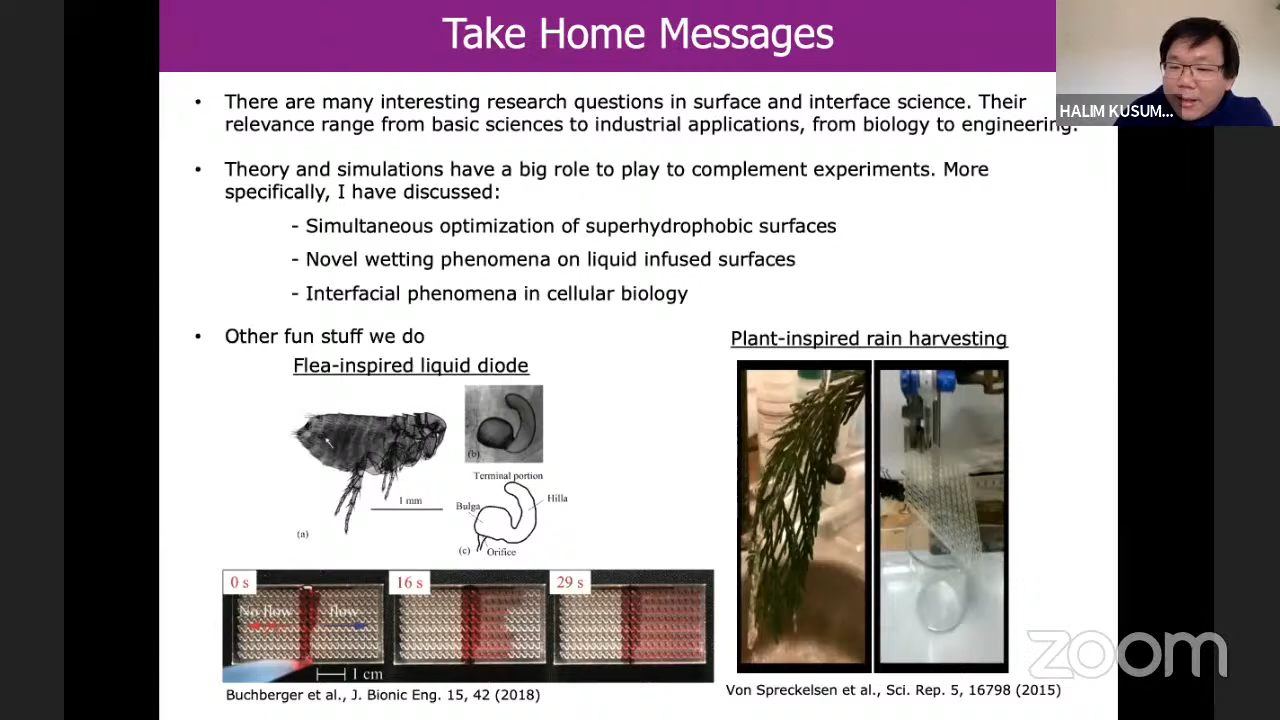 Take Home Messages
HALIM KUSUM...
• There are many interesting research questions in surface and interface science. Their
relevance range from basic sciences to industrial applications, from biology to engineering.
• Theory and simulations have a big role to play to complement experiments. More
specifically, I have discussed:
- Simultaneous optimization of superhydrophobic surfaces
- Novel wetting phenomena on liquid infused surfaces
- Interfacial phenomena in cellular biology
• Other fun stuff we do
Flea-inspired liquid diode
(a)
1 mm
(b)
Terminal portion
Bulga
Hilla
(c)
Orifice
0 s
16 s
29 s
No flow
flow
1 cm
Buchberger et al., J. Bionic Eng. 15, 42 (2018)
Plant-inspired rain harvesting
Von Spreckelsen et al., Sci. Rep. 5, 16798 (2015)
zoom